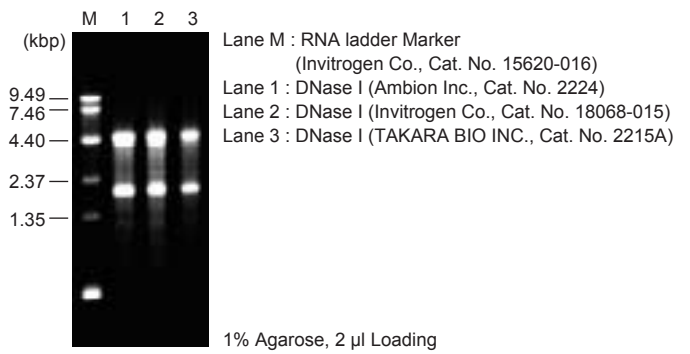 M 1 2 3
(kbp)
9.49
7.46
4.40
2.37
1.35
Lane M : RNA ladder Marker
(Invitrogen Co., Cat. No. 15620-016)
Lane 1 : DNase I (Ambion Inc., Cat. No. 2224)
Lane 2 : DNase I (Invitrogen Co., Cat. No. 18068-015)
Lane 3 : DNase I (TAKARA BIO INC., Cat. No. 2215A)
1% Agarose, 2 µl Loading